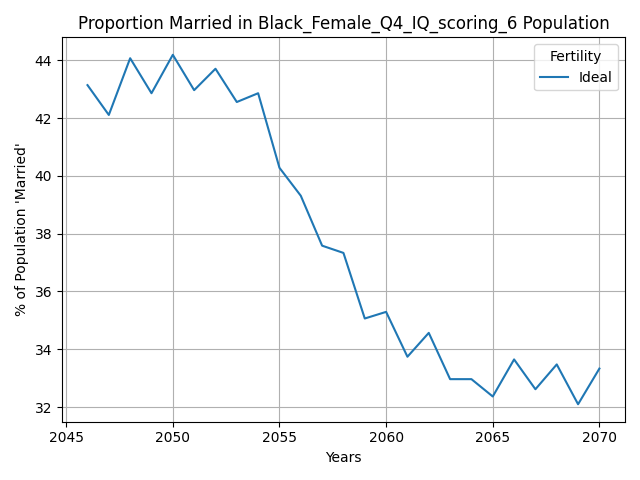 Proportion Married in Black_Female_Q4_IQ_scoring_6 Population
% of Population 'Married'
44
42
40
38
36
34
32
Fertility
Ideal
2045
2050
2055
2060
2065
2070
Years